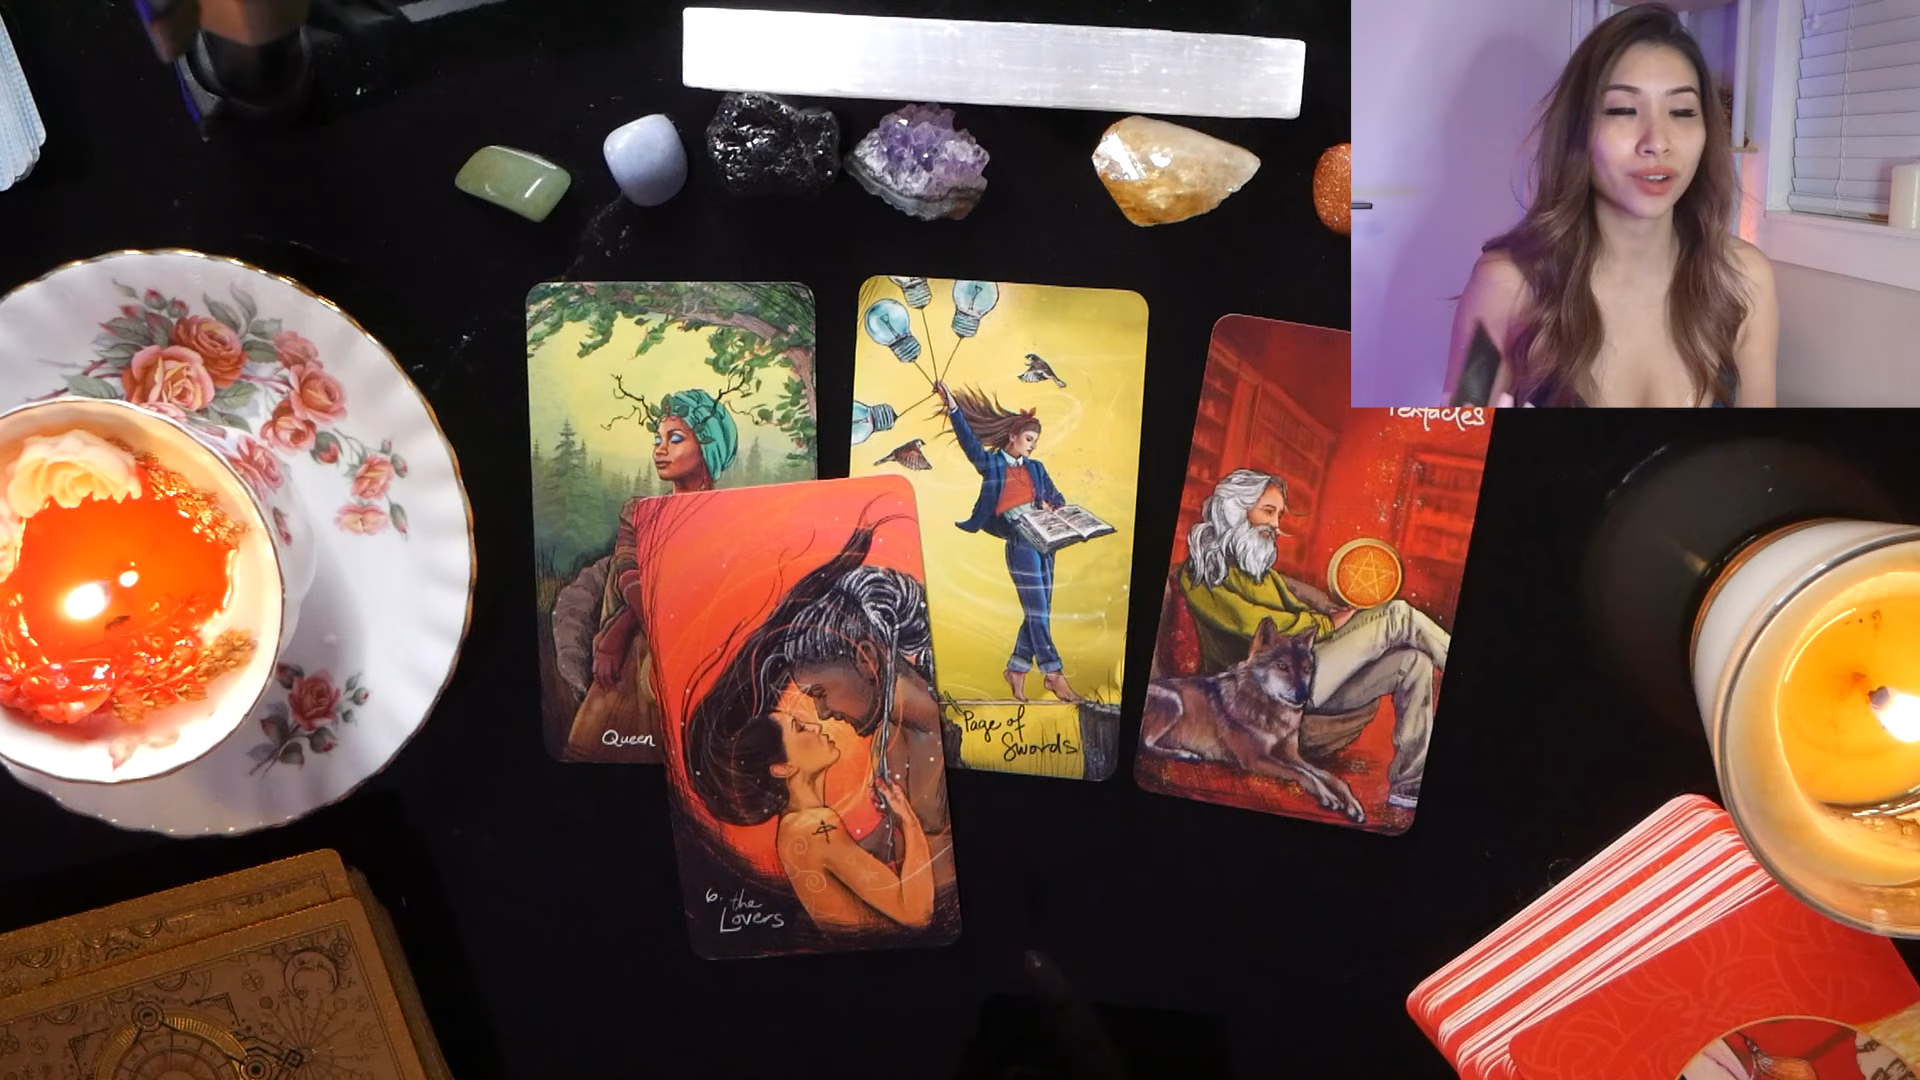 Pentacles
Queen
Page of
Swords
6. the
Lovers